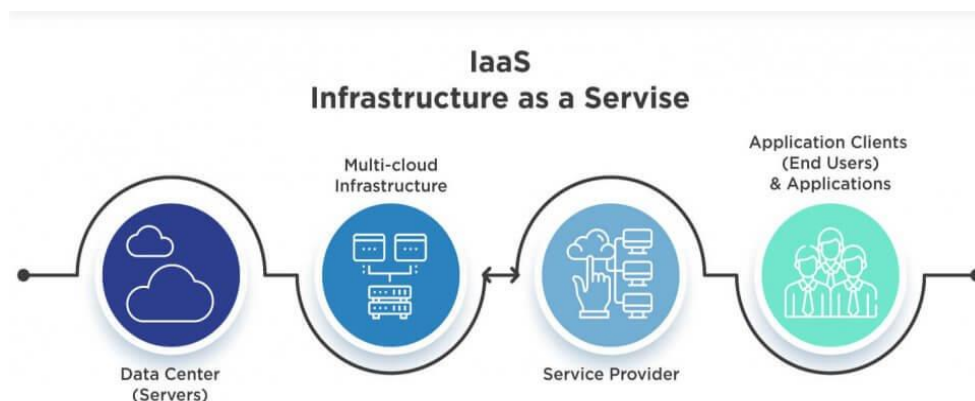 IaaS
Infrastructure as a Servise
Multi-cloud
Infrastructure
Application Clients
(End Users)
& Applications
Data Center
(Servers)
Service Provider